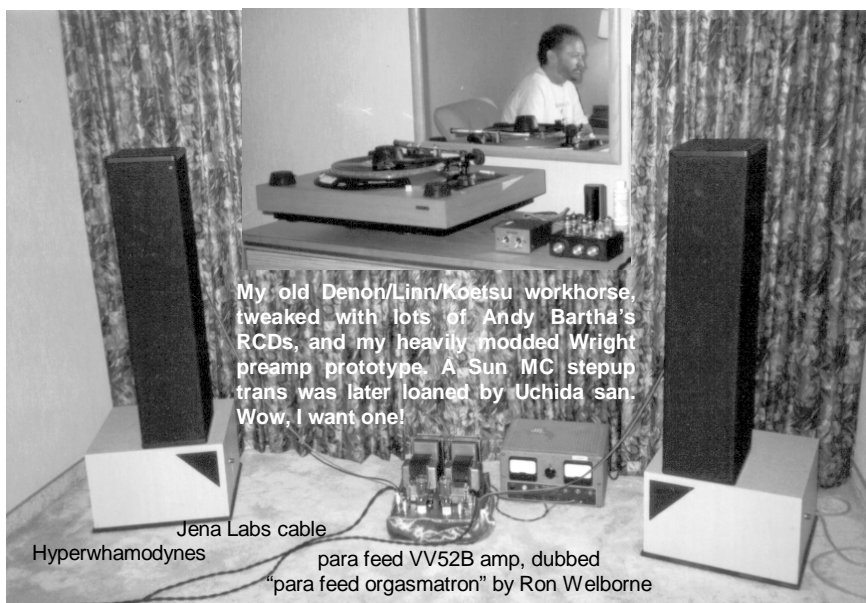 My old Denon/Linn/Koetsu workhorse,
tweaked with lots of Andy Bartha's
RCDs, and my heavily modded Wright
preamp prototype. A Sun MC stepup
trans was later loaned by Uchida san.
Wow, I want one!
Jena Labs cable
Hyperwhamodynes
para feed VV52B amp, dubbed
“para feed orgasmatron” by Ron Welborne